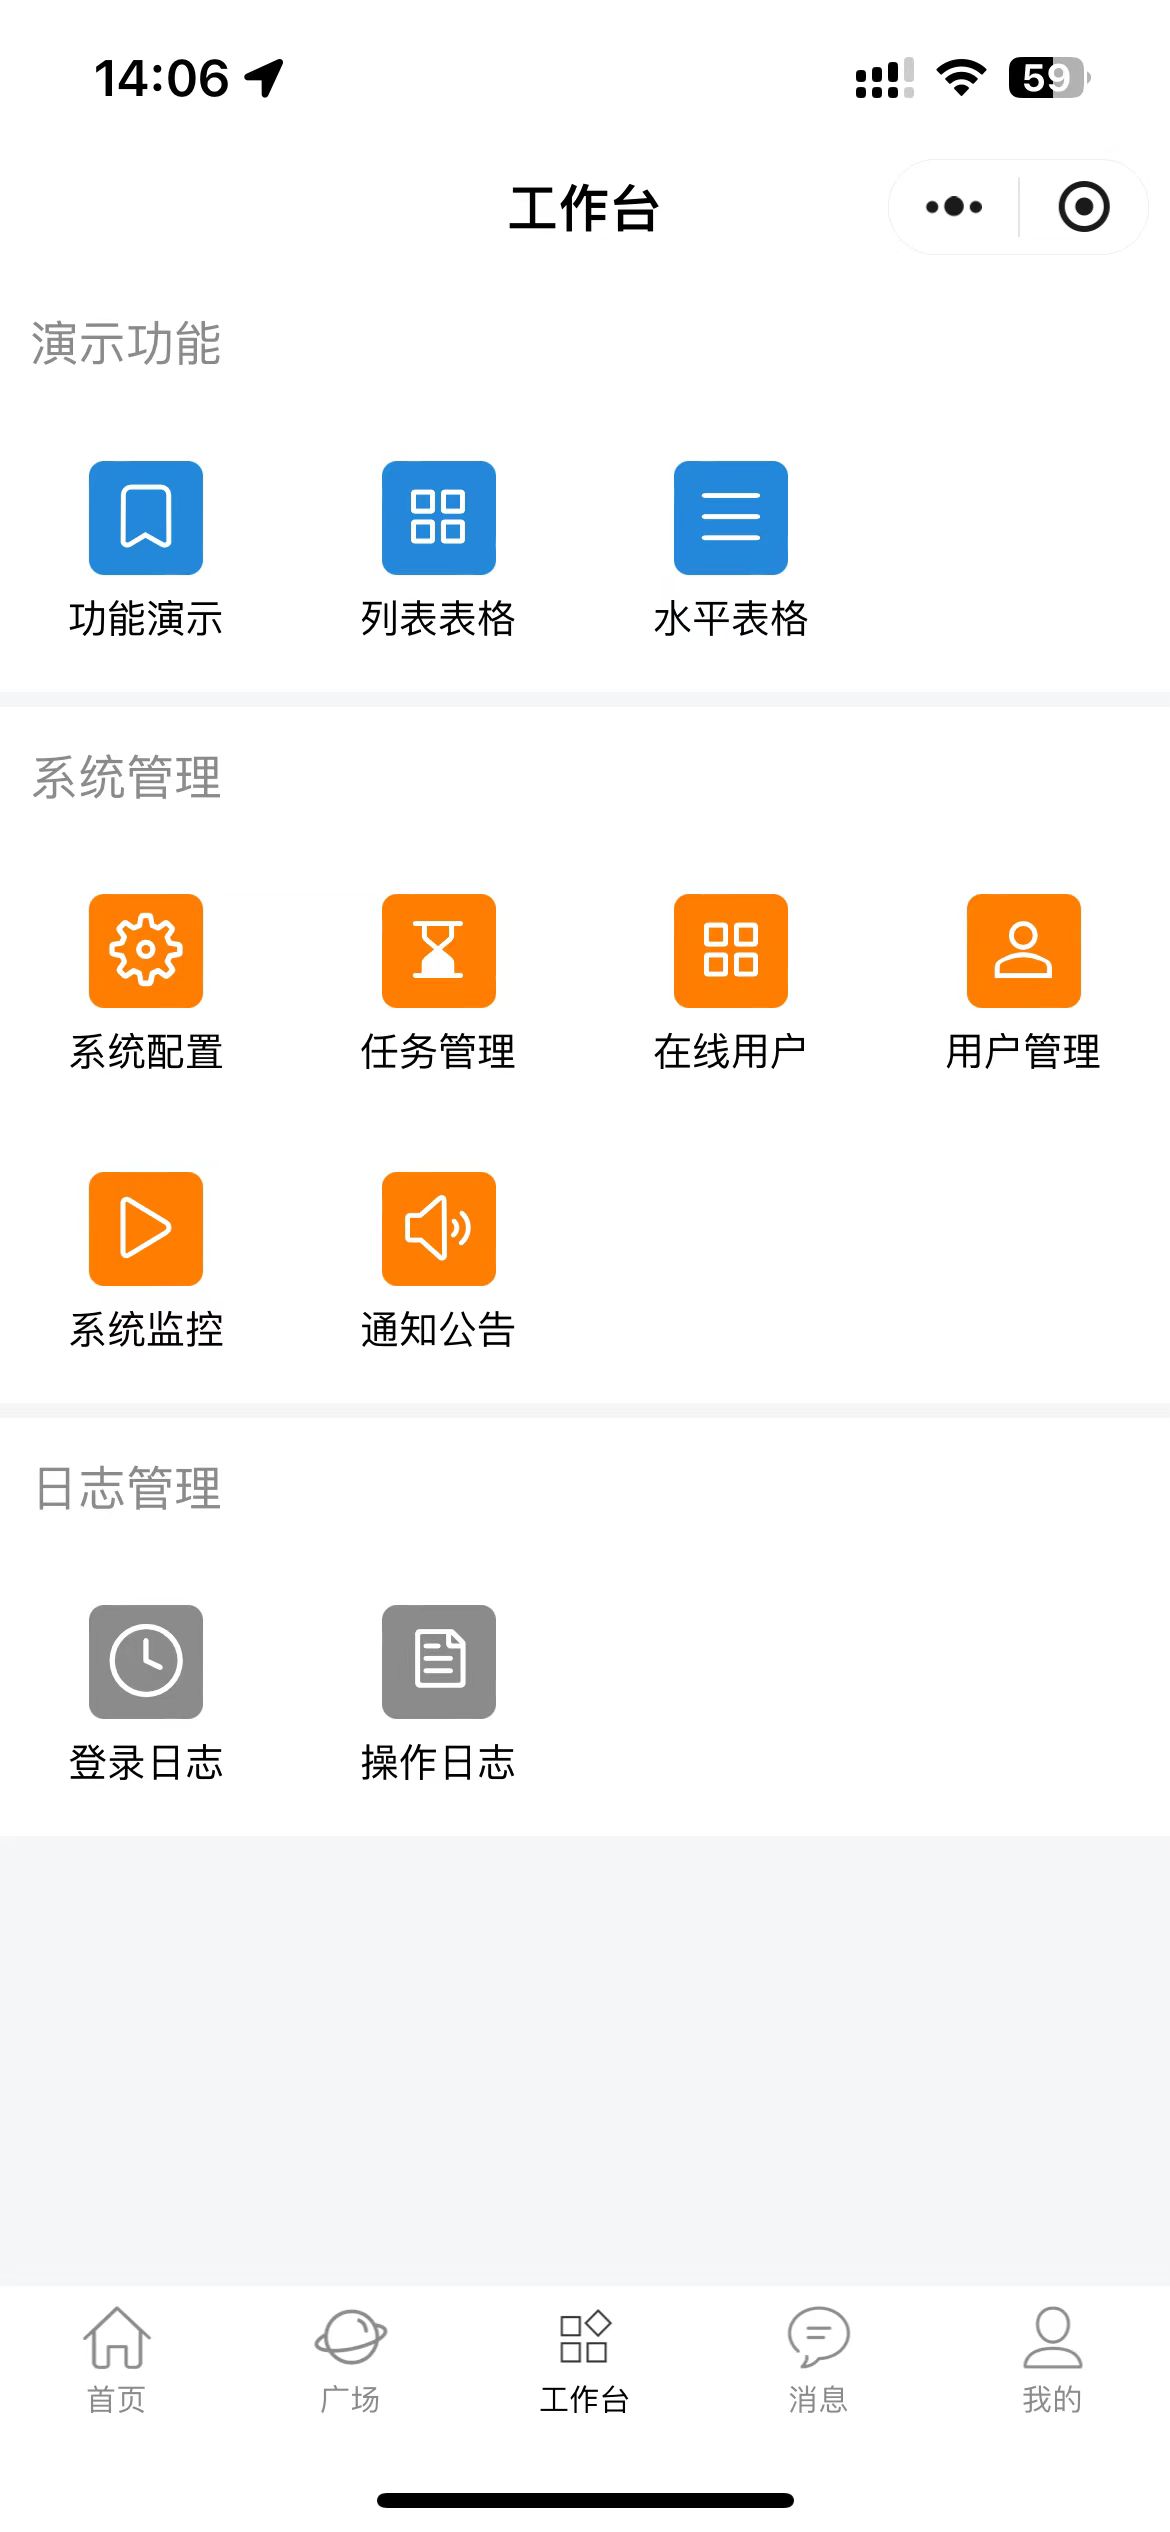 14:06
59
工作台
演示功能
功能演示 列表表格 水平表格
系统管理
系统配置 任务管理 在线用户 用户管理
系统监控 通知公告
日志管理
登录日志 操作日志
首页 广场 工作台 消息 我的